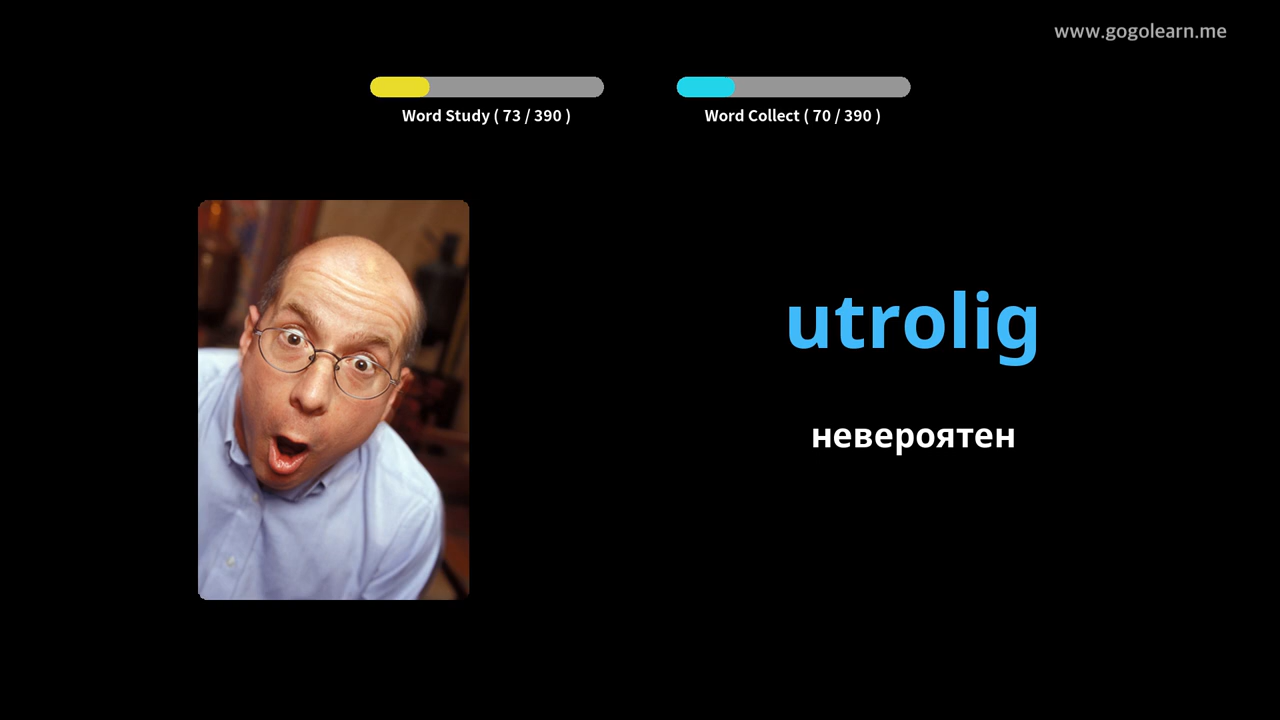 www.gogolearn.me
Word Study ( 73 / 390 )
Word Collect ( 70 / 390 )
utrolig
невероятен